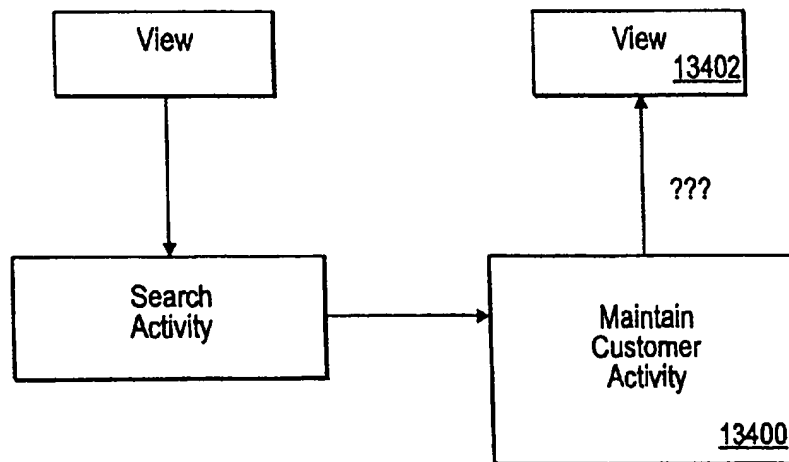 View
View
13402
???
Search
Activity
Maintain
Customer
Activity
13400